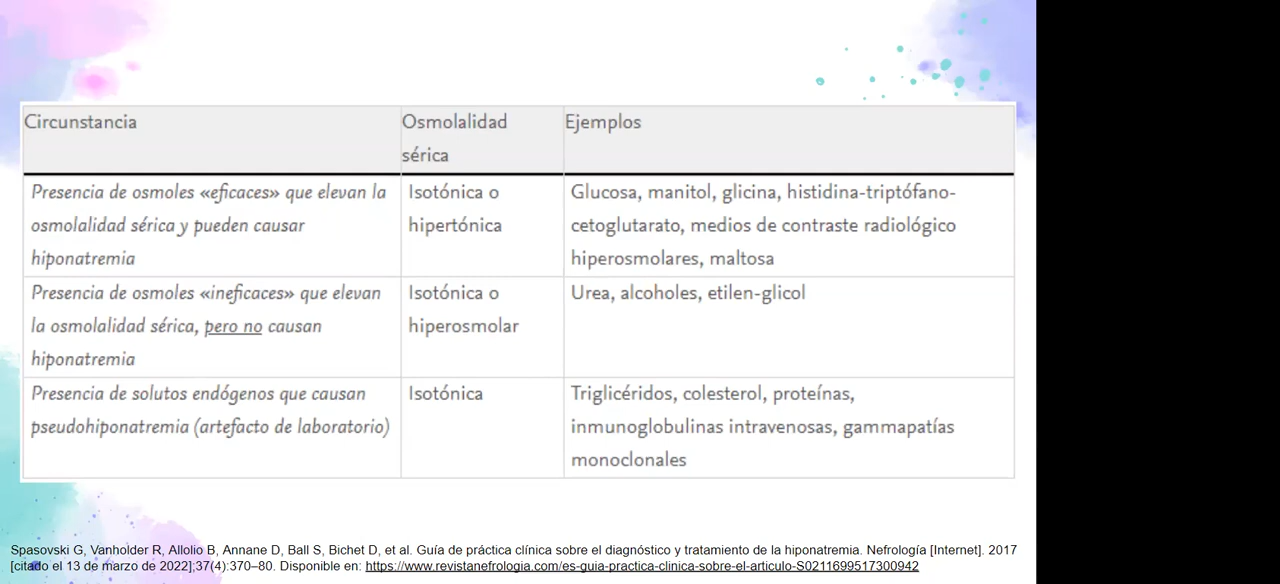 Circunstancia
Osmolalidad
sérica
Ejemplos
Presencia de osmoles «eficaces» que elevan la
osmolalidad sérica y pueden causar
hiponatremia
Isotónica o
hipertónica
Glucosa, manitol, glicina, histidina-triptófano-
cetoglutarato, medios de contraste radiológico
hiperosmolares, maltosa
Presencia de osmoles «ineficaces» que elevan
la osmolalidad sérica, pero no causan
hiponatremia
Isotónica o
hiperosmolar
Urea, alcoholes, etilen-glicol
Presencia de solutos endógenos que causan
pseudohiponatremia (artefacto de laboratorio)
Isotónica
Triglicéridos, colesterol, proteínas,
inmunoglobulinas intravenosas, gammapatías
monoclonales
Spasovski G, Vanholder R, Allolio B, Annane D, Ball S, Bichet D, et al. Guía de práctica clínica sobre el diagnóstico y tratamiento de la hiponatremia. Nefrología [Internet]. 2017
[citado el 13 de marzo de 2022];37(4):370–80. Disponible en: https://www.revistanefrologia.com/es-guia-practica-clinica-sobre-el-articulo-S0211699517300942